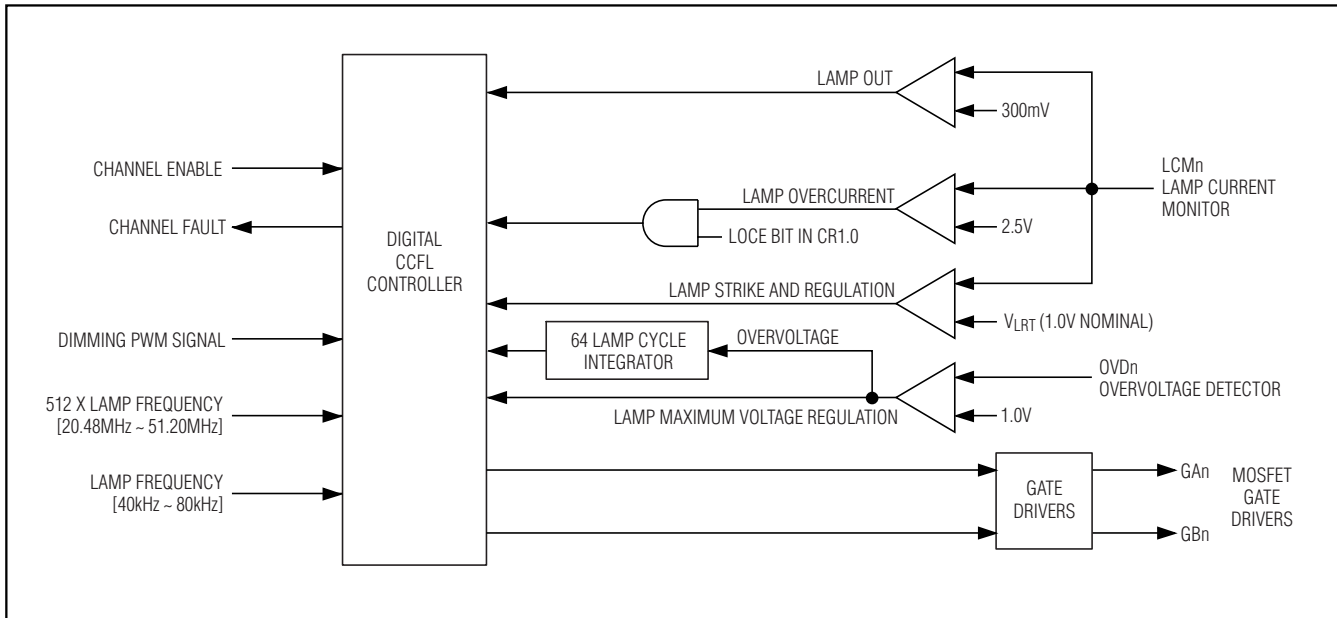 LAMP OUT
300mV
CHANNEL ENABLE
LCMn
LAMP CURRENT
MONITOR
LAMP OVERCURRENT
CHANNEL FAULT
2.5V
LOCE BIT IN CR1.0
DIGITAL
CCFL
CONTROLLER
LAMP STRIKE AND REGULATION
VLRT (1.0V NOMINAL)
DIMMING PWM SIGNAL
64 LAMP CYCLE
INTEGRATOR
OVERVOLTAGE
OVDn
OVERVOLTAGE DETECTOR
512 X LAMP FREQUENCY
[20.48MHz ~ 51.20MHz]
LAMP MAXIMUM VOLTAGE REGULATION
1.0V
LAMP FREQUENCY
[40kHz ~ 80kHz]
GATE
DRIVERS
GAn
GBn
MOSFET
GATE
DRIVERS